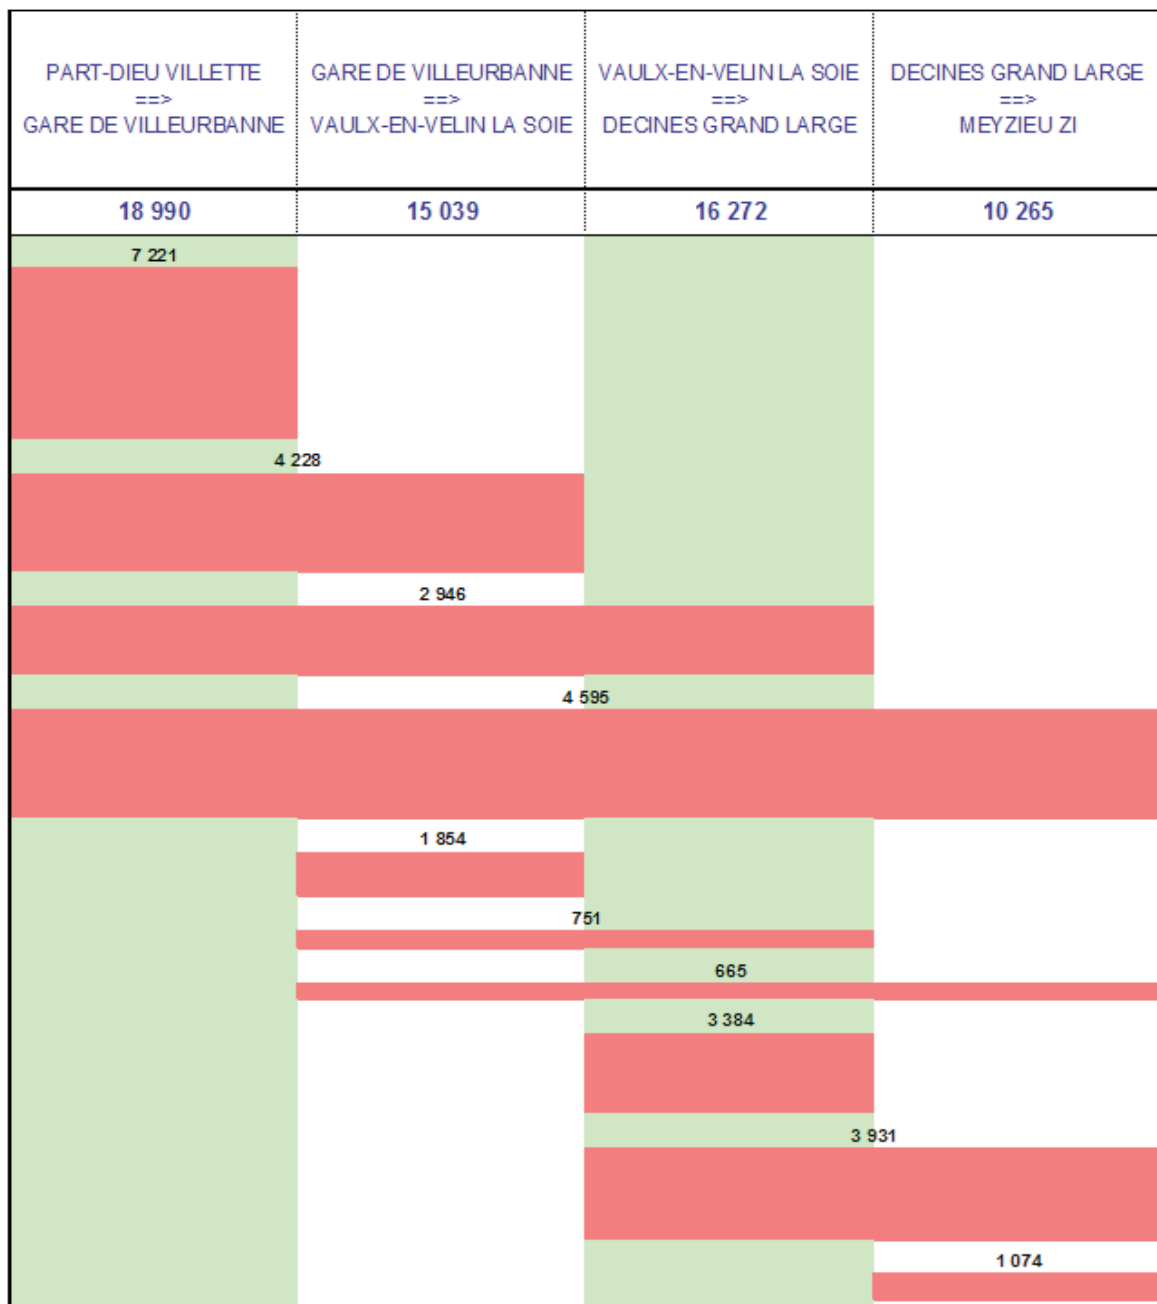 PART-DIEU VILLETTE
==>
GARE DE VILLEURBANNE
GARE DE VILLEURBANNE
==>
VAULX-EN-VELIN LA SOIE
VAULX-EN-VELIN LA SOIE
==>
DECINES GRAND LARGE
DECINES GRAND LARGE
==>
MEYZIEU ZI
18 990
15 039
16 272
10 265
7 221
4 228
2 946
4 595
1 854
751
665
3 384
3 931
1 074